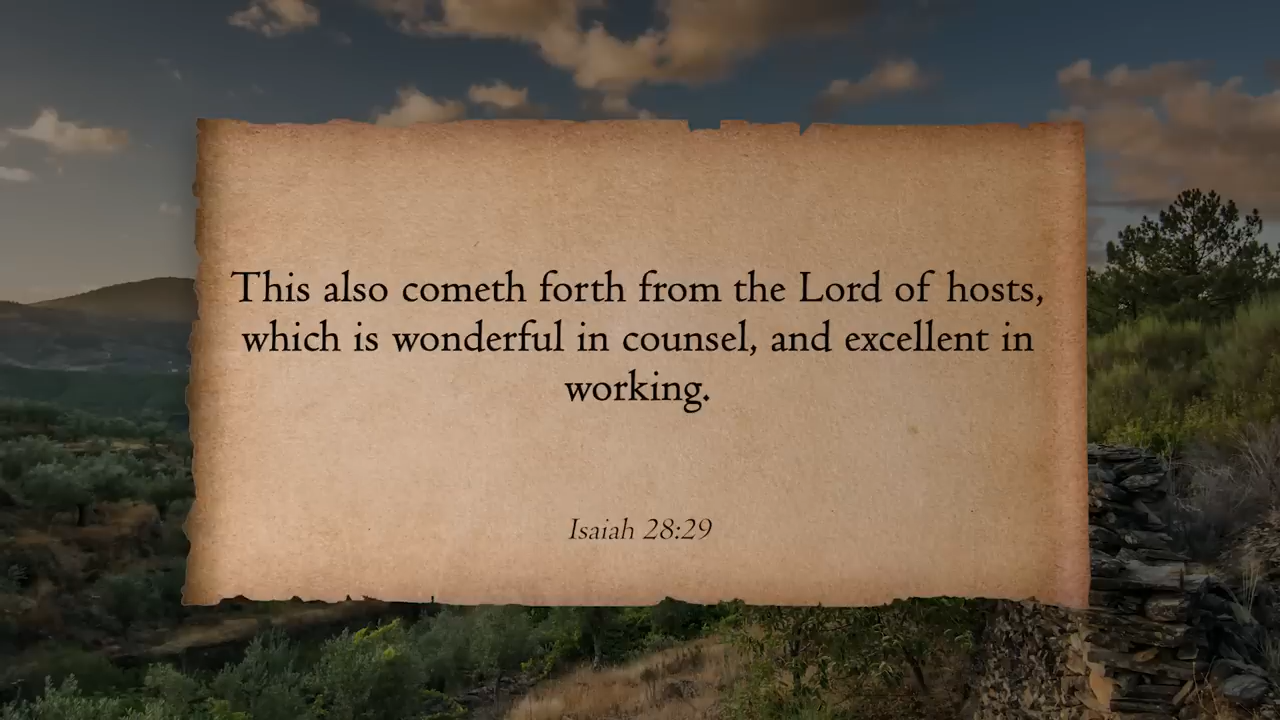 This also cometh forth from the Lord of hosts,
which is wonderful in counsel, and excellent in
working.
Isaiah 28:29